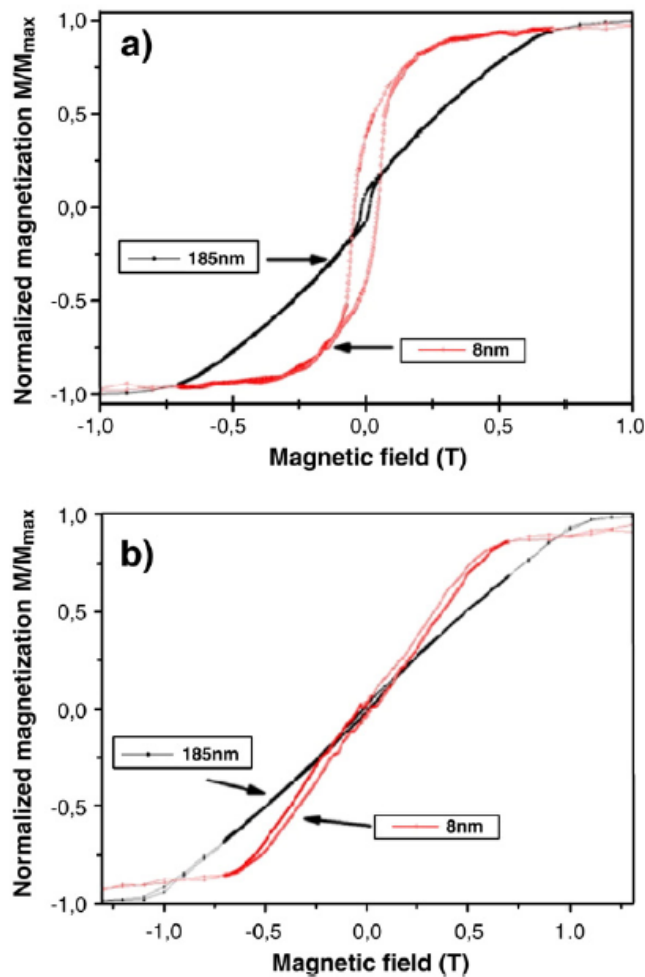 a)
Normalized magnetization M/Mmax
1,0
0,5
0,0
-0,5
-1,0
185nm
8nm
-1,0 -0,5 0,0 0,5 1.0
Magnetic field (T)
b)
Normalized magnetization M/Mmax
1,0
0,5
0,0
-0,5
-1,0
185nm
8nm
-1,0 -0,5 0,0 0,5 1.0
Magnetic field (T)